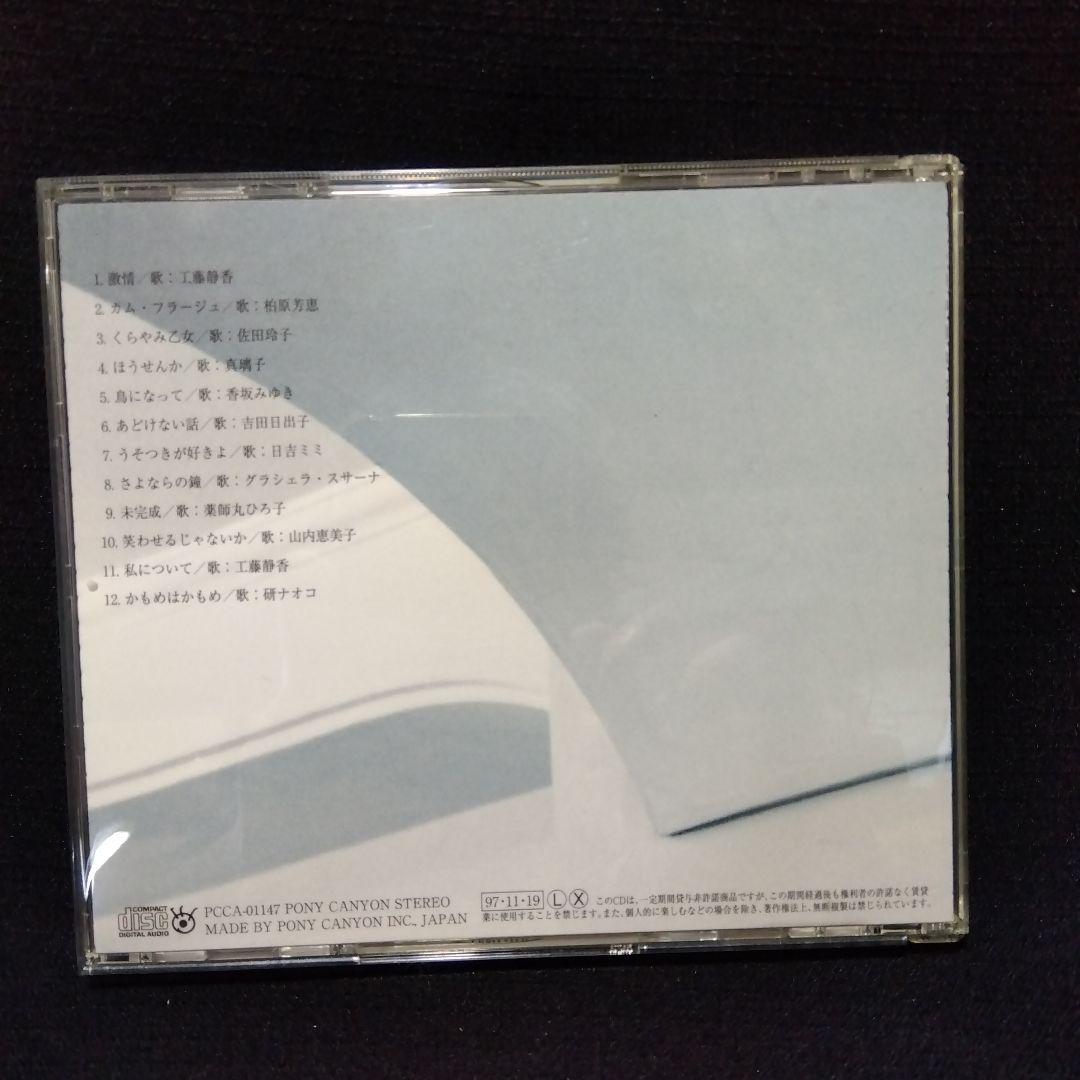 1. 激情／歌：工藤静香
2. カム・フラージュ／歌：柏原芳恵
3. くらやみ乙女／歌：佐田玲子
4. ほうせんか／歌：真璃子
5. 鳥になって／歌：香坂みゆき
6. あどけない話／歌：吉田日出子
7. うそつきが好きよ／歌：日吉ミミ
8. さよならの鐘／歌：グラシェラ・スサーナ
9. 未完成／歌：薬師丸ひろ子
10. 笑わせるじゃないか／歌：山内恵美子
11. 私について／歌：工藤静香
12. かもめはかもめ／歌：研ナオコ
COMPACT
disc
DIGITAL AUDIO
PCCA-01147 PONY CANYON STEREO
MADE BY PONY CANYON INC., JAPAN
97・11・19 Ⓛ Ⓧ
このCDは、一定期間貸与非許諾商品ですが、この期間経過後も権利者の許諾なく賃貸
業に使用することを禁じます。また、個人的に楽しむなどの場合を除き、著作権法上、無断複製は禁じられています。